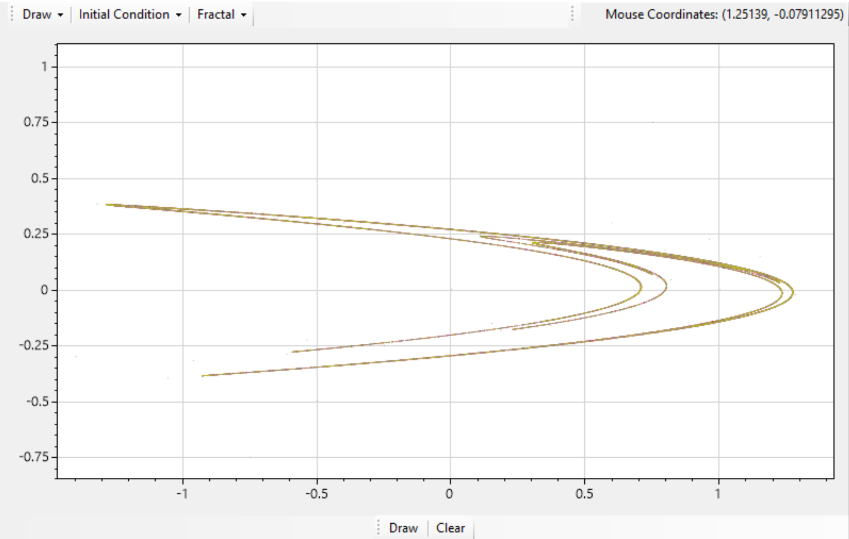 Draw Initial Condition Fractal Mouse Coordinates: (1.25139, -0.07911295)
1
0.75
0.5
0.25
0
-0.25
-0.5
-0.75
-1 -0.5 0 0.5 1
Draw Clear